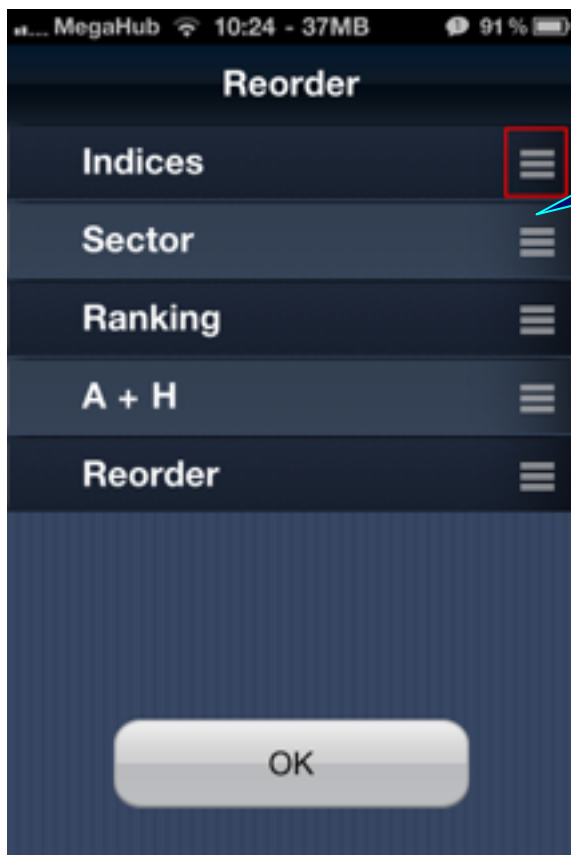 ... MegaHub 10:24 - 37MB 91 %
Reorder
Indices
Sector
Ranking
A + H
Reorder
OK